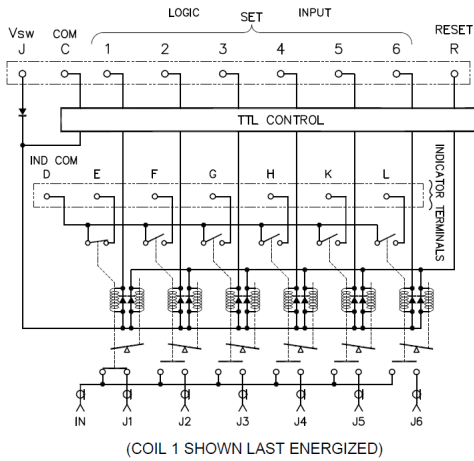 LOGIC SET INPUT
Vsw COM RESET
J C 1 2 3 4 5 6 R
TTL CONTROL
IND COM
D E F G H K L
INDICATOR TERMINALS
IN J1 J2 J3 J4 J5 J6
(COIL 1 SHOWN LAST ENERGIZED)